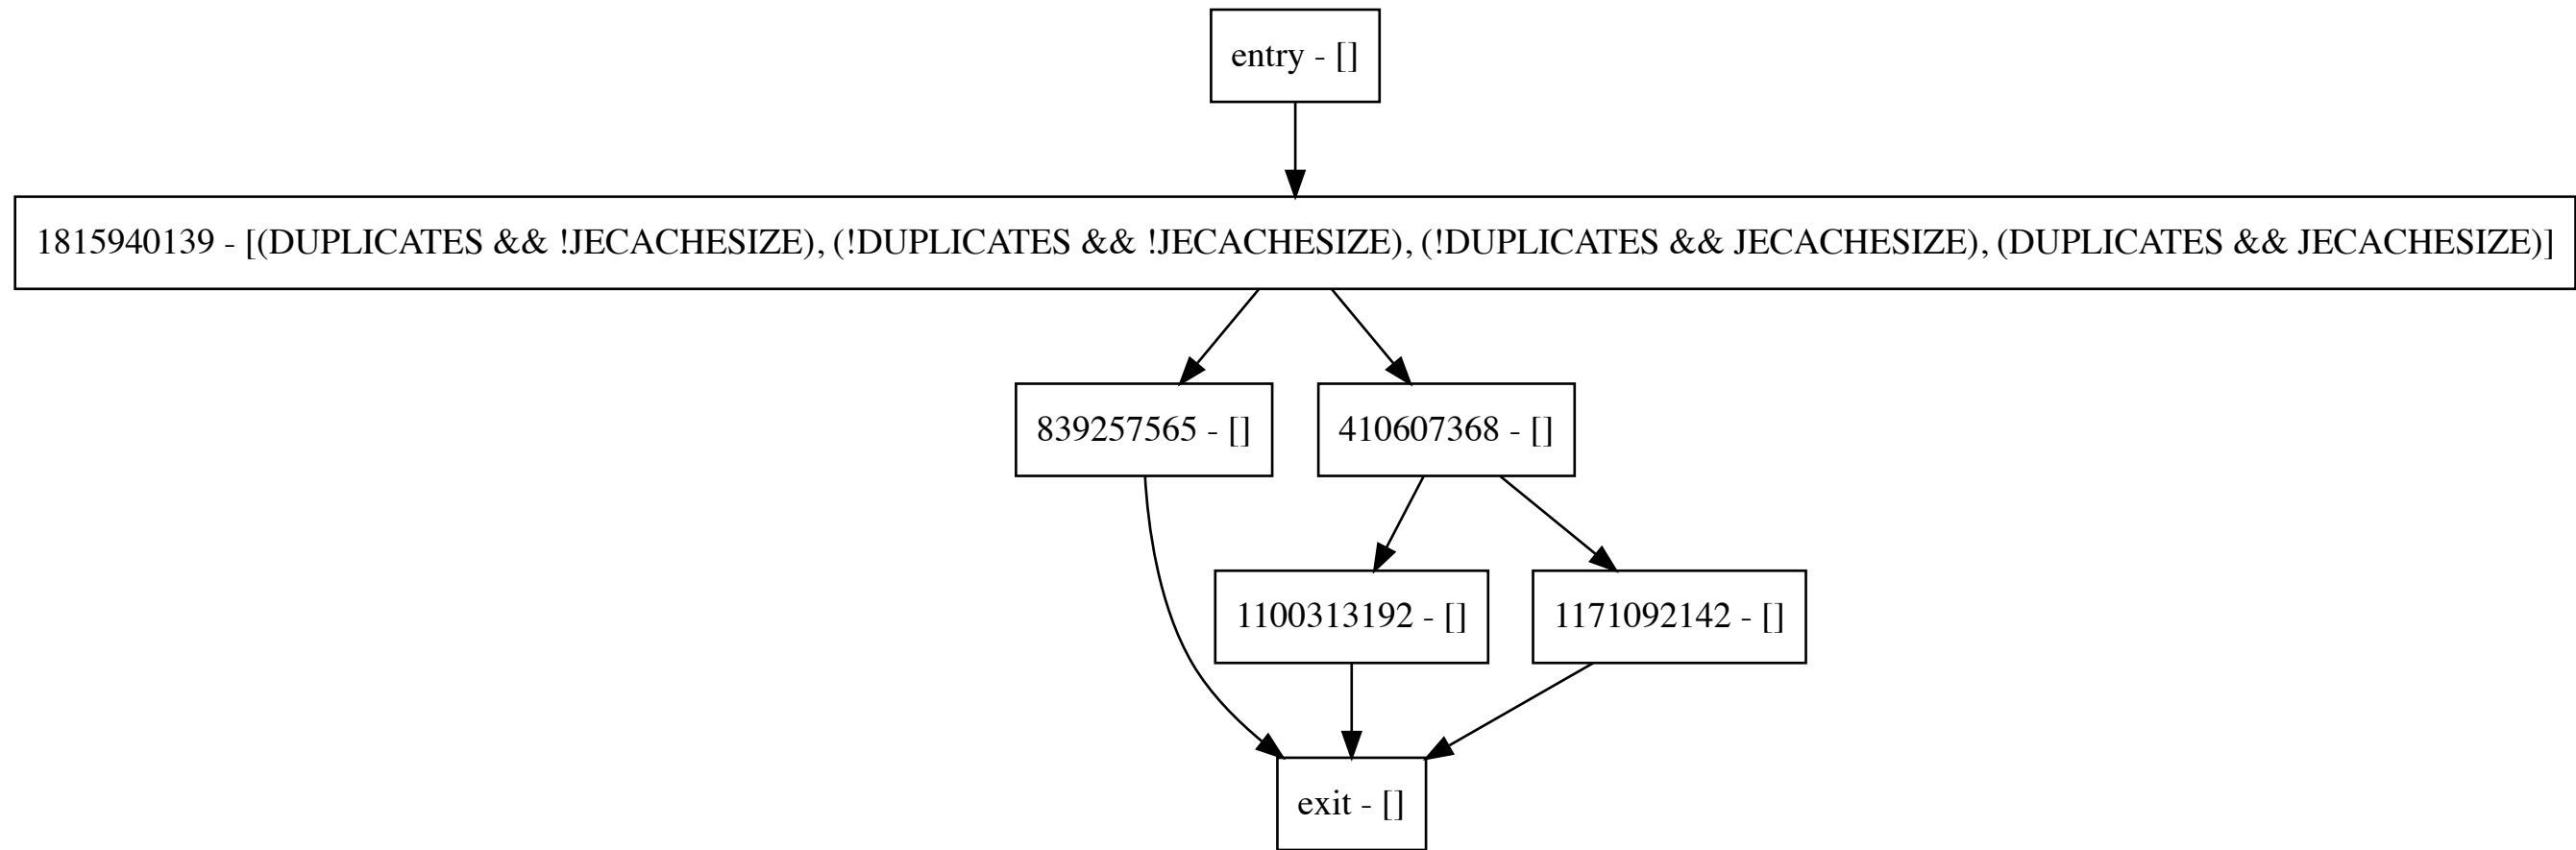 entry - []
1815940139 - [(DUPLICATES && !JECACHESIZE), (!DUPLICATES && !JECACHESIZE), (!DUPLICATES && JECACHESIZE), (DUPLICATES && JECACHESIZE)]
839257565 - []
410607368 - []
1100313192 - []
1171092142 - []
exit - []